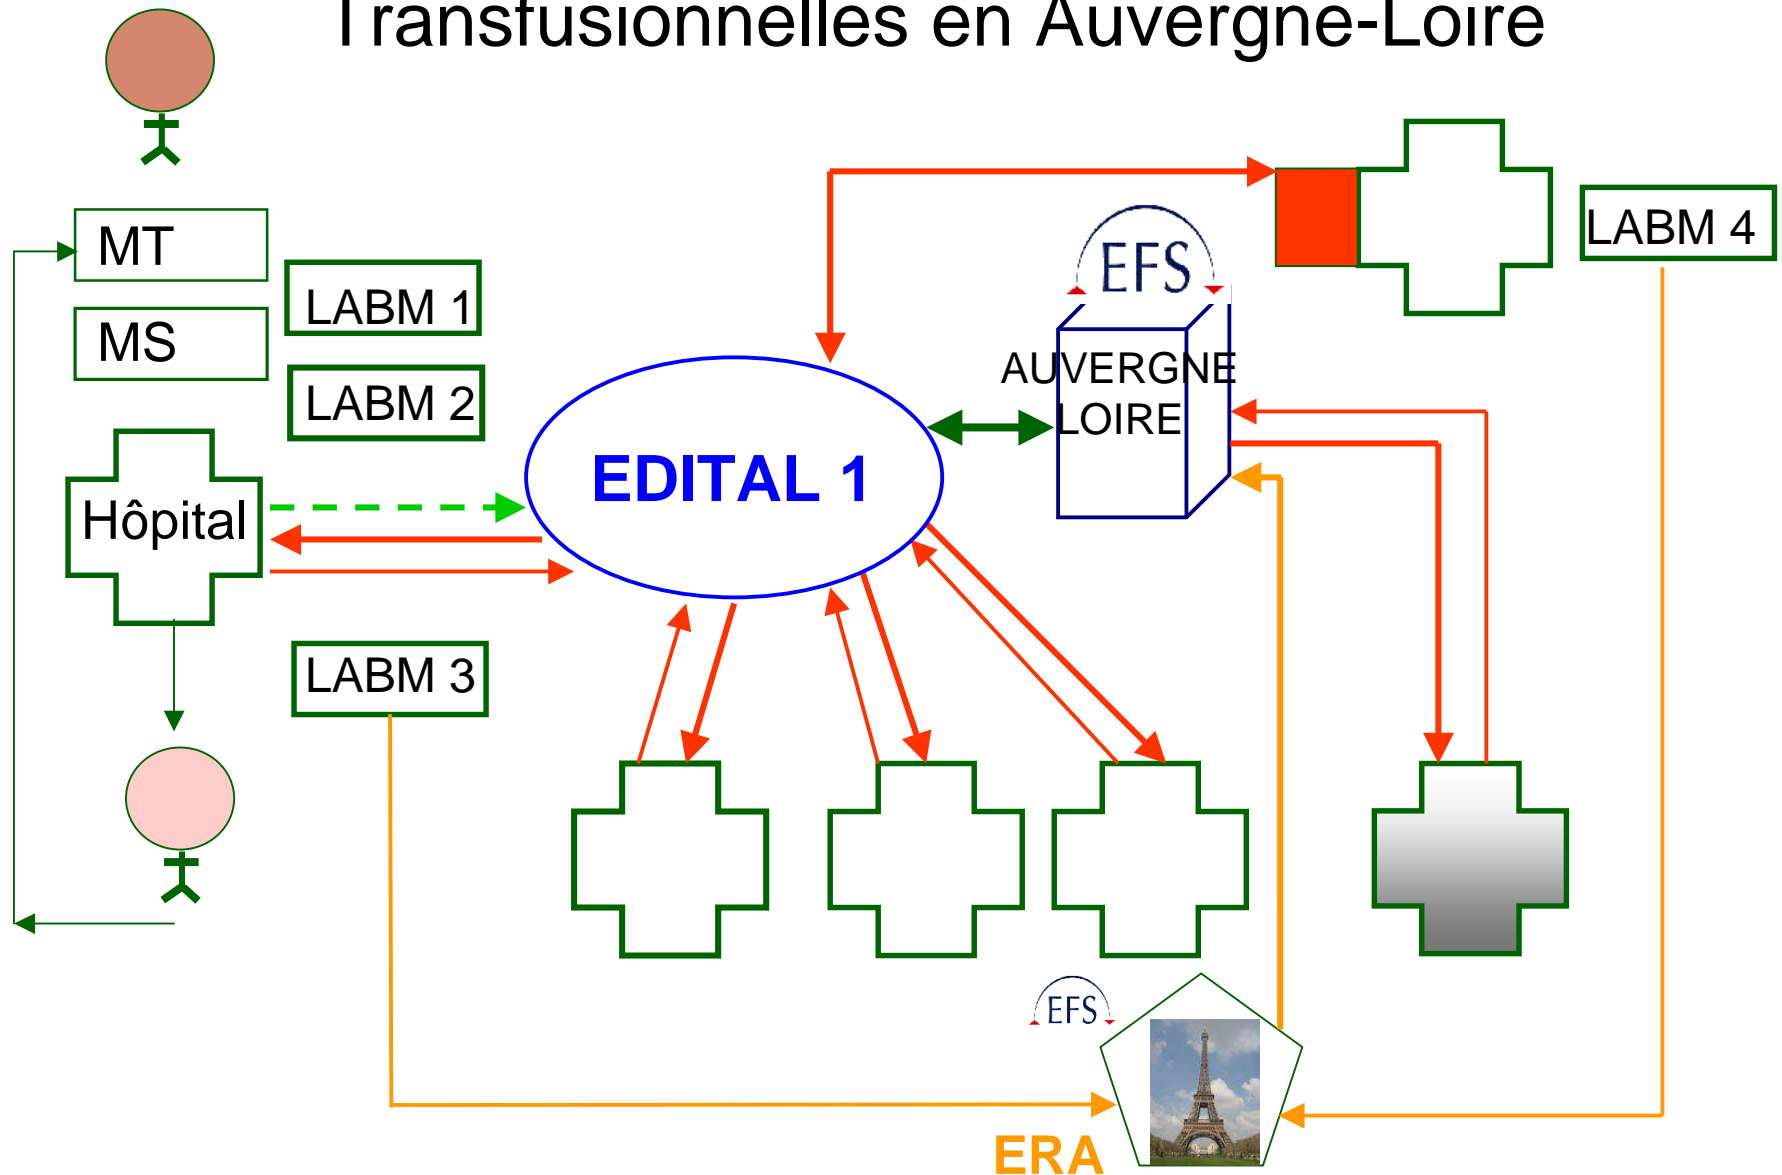 Transfusionnelles en Auvergne-Loire
MT
MS
LABM 1
LABM 2
Hôpital
LABM 3
EDITAL 1
EFS
AUVERGNE
LOIRE
LABM 4
EFS
ERA